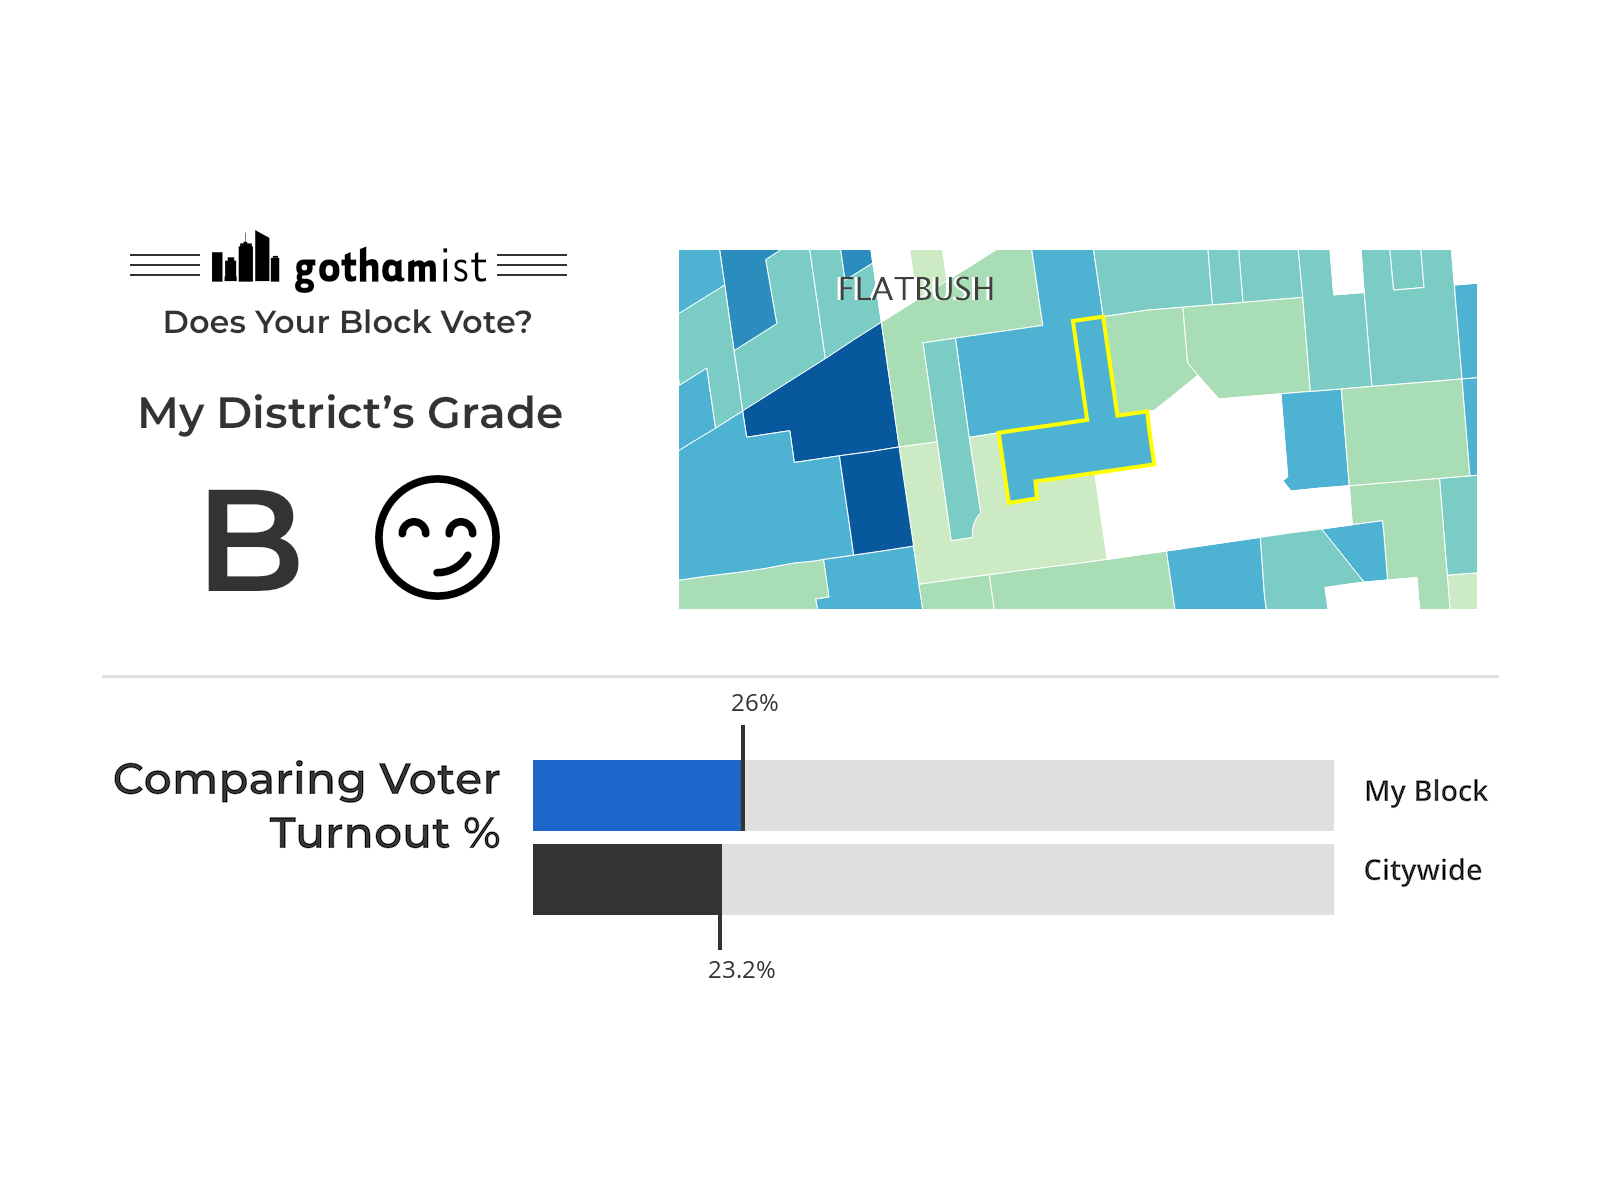 gothamist
Does Your Block Vote?
My District’s Grade
B
FLATBUSH
26%
Comparing Voter
Turnout %
My Block
Citywide
23.2%